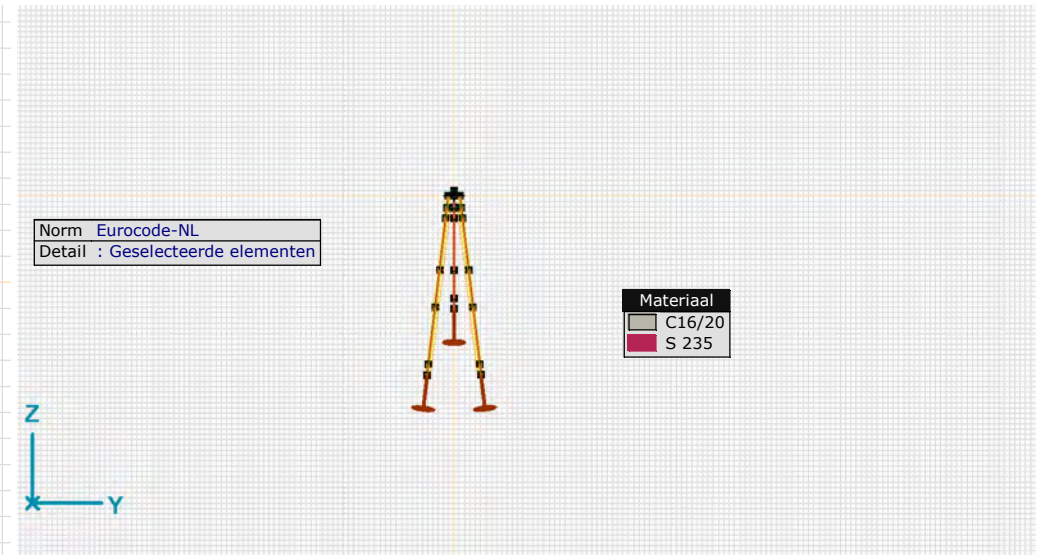 Norm Eurocode-NL
Detail : Geselecteerde elementen
Materiaal
C16/20
S 235
Z
Y